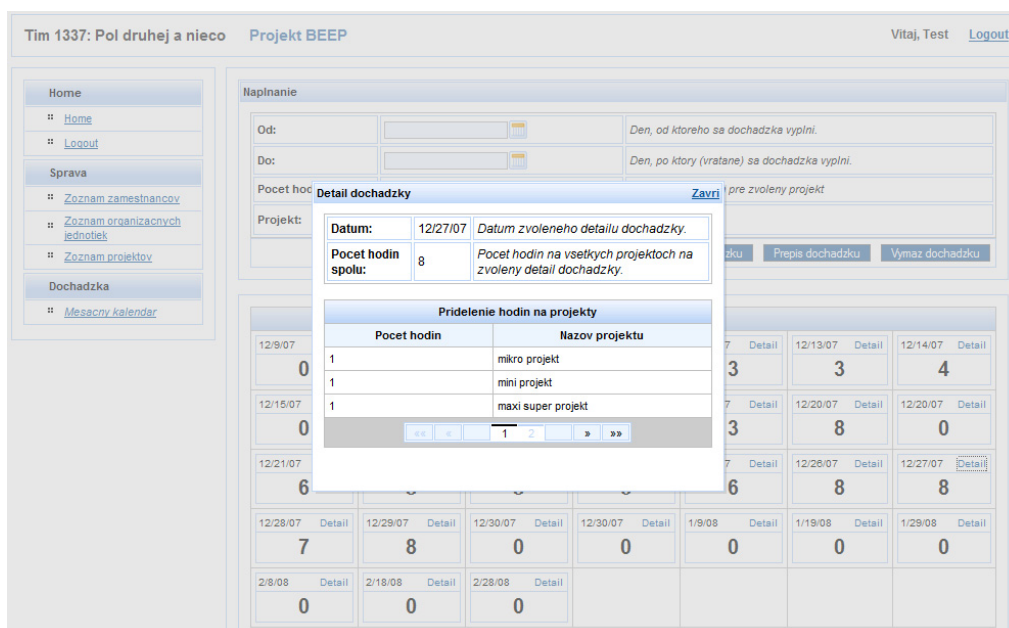 Tim 1337: Pol druhej a nieco Projekt BEEP Vitaj, Test Logout
Home
Home
Logout
Sprava
Zoznam zamestnancov
Zoznam organizacnych
jednotiek
Zoznam projektov
Dochadzka
Mesacny kalendar
Naplnanie
Od: Den, od ktoreho sa dochadzka vyplni.
Do: Den, po ktory (vratane) sa dochadzka vyplni.
Pocet hod pre zvoleny projekt
Projekt:
zku Prepis dochadzku Vymaz dochadzku
Detail dochadzky Zavri
Datum: 12/27/07 Datum zvoleneho detailu dochadzky.
Pocet hodin
spolu: 8 Pocet hodin na vsetkych projektoch na
zvoleny detail dochadzky.
Pridelenie hodin na projekty
Pocet hodin Nazov projektu
1 mikro projekt
1 mini projekt
1 maxi super projekt
«« « 1 2 » »»
12/9/07 7 Detail 12/13/07 Detail 12/14/07 Detail
0 3 3 4
12/15/07 7 Detail 12/20/07 Detail 12/20/07 Detail
0 3 8 0
12/21/07 7 Detail 12/26/07 Detail 12/27/07 Detail
6 6 8 8
12/28/07 Detail 12/29/07 Detail 12/30/07 Detail 12/30/07 Detail 1/9/08 Detail 1/19/08 Detail 1/29/08 Detail
7 8 0 0 0 0 0
2/8/08 Detail 2/18/08 Detail 2/28/08 Detail
0 0 0